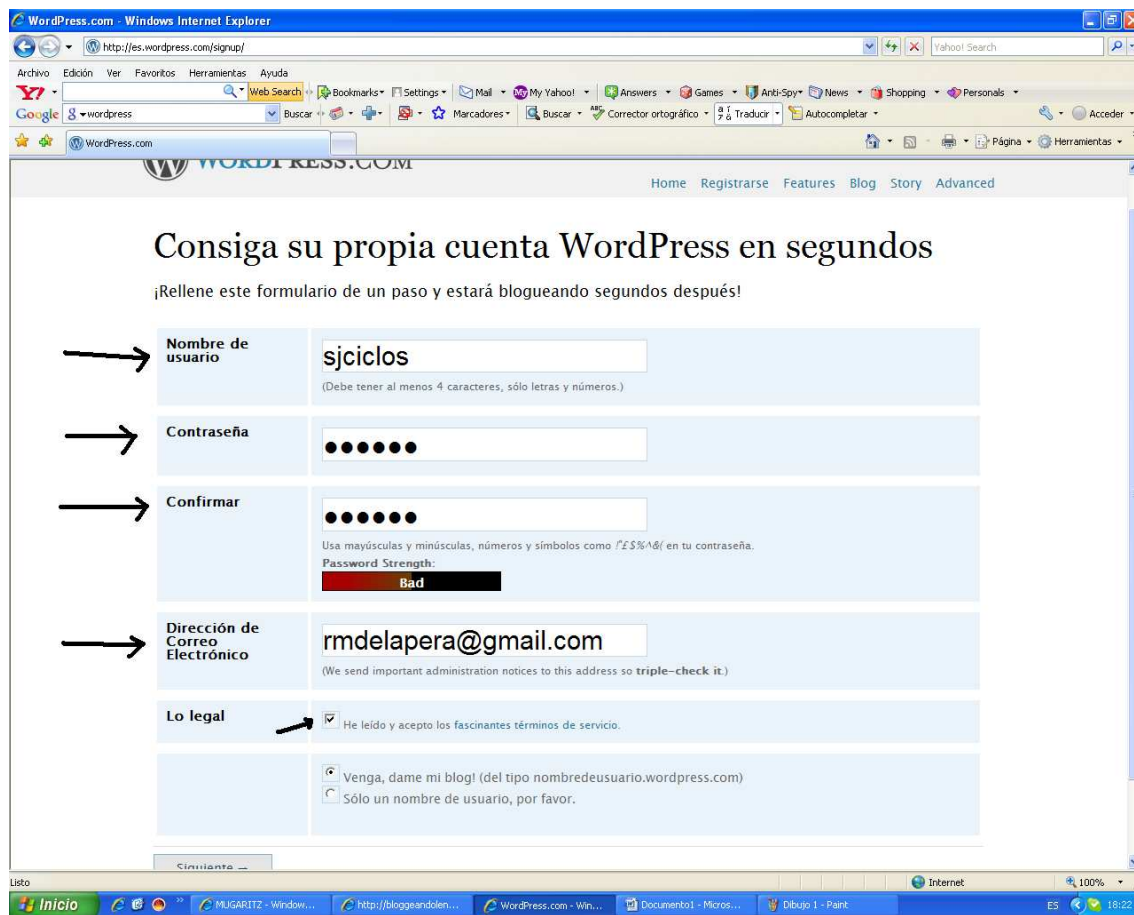 WordPress.com - Windows Internet Explorer
http://es.wordpress.com/signup/
Yahoo! Search
Archivo Edición Ver Favoritos Herramientas Ayuda
Y! Web Search Bookmarks Settings Mail My Yahoo! Answers Games Anti-Spy News Shopping Personals
Google wordpress Buscar Marcadores Buscar Corrector ortográfico Traducir Autocompletar Acceder
WordPress.com Página Herramientas
WORDPRESS.COM
Home Registrarse Features Blog Story Advanced
Consiga su propia cuenta WordPress en segundos
¡Rellene este formulario de un paso y estará blogueando segundos después!
Nombre de
usuario
sjciclos
(Debe tener al menos 4 caracteres, sólo letras y números.)
Contraseña
●●●●●●
Confirmar
●●●●●●
Usa mayúsculas y minúsculas, números y símbolos como !"£$%^&( en tu contraseña.
Password Strength:
Bad
Dirección de
Correo
Electrónico
rmdelapera@gmail.com
(We send important administration notices to this address so triple-check it.)
Lo legal
He leído y acepto los fascinantes términos de servicio.
Venga, dame mi blog! (del tipo nombredeusuario.wordpress.com)
Sólo un nombre de usuario, por favor.
Siguiente →
Listo Internet 100%
Inicio MUGARITZ - Window... http://bloggeandolen... WordPress.com - Win... Documento1 - Micros... Dibujo 1 - Paint ES 18:22